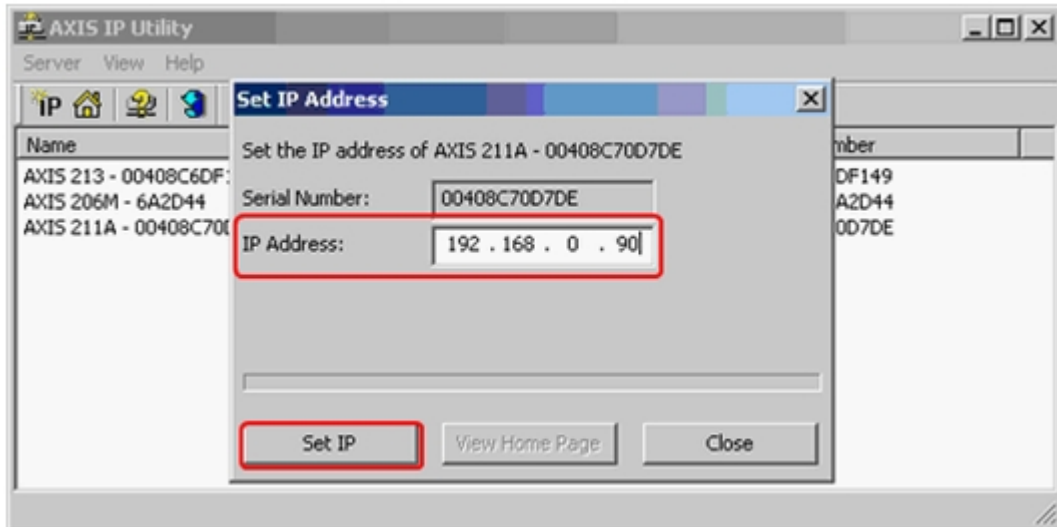 AXIS IP Utility
Server View Help
IP
Set IP Address
Name
mber
Set the IP address of AXIS 211A - 00408C70D7DE
AXIS 213 - 00408C6DF
DF149
AXIS 206M - 6A2D44
A2D44
Serial Number: 00408C70D7DE
AXIS 211A - 00408C70
0D7DE
IP Address: 192 . 168 . 0 . 90
Set IP
View Home Page
Close